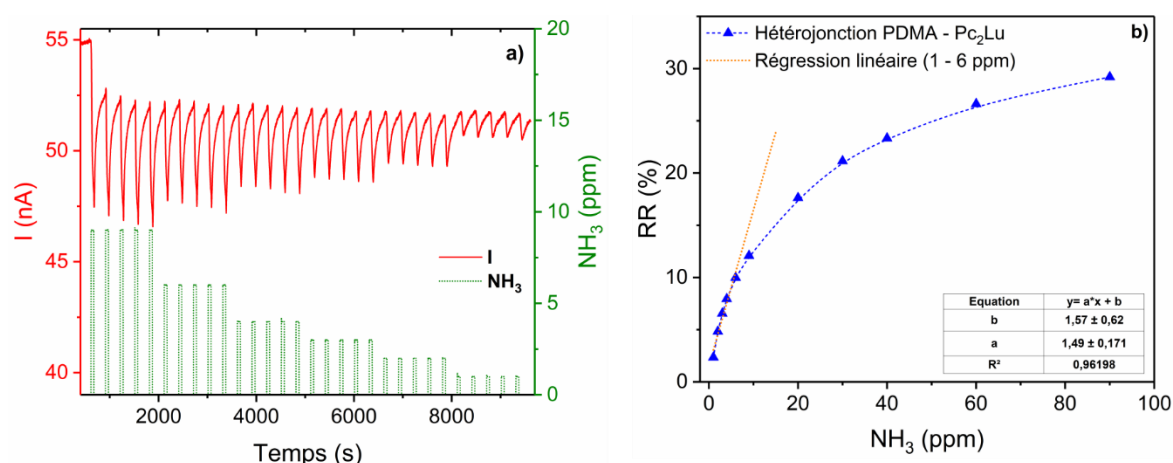 a)
55
50
45
40
I (nA)
2000
4000
6000
8000
Temps (s)
20
15
10
5
0
NH₃ (ppm)
I
NH₃
b)
Hétérojonction PDMA - Pc₂Lu
Régression linéaire (1 - 6 ppm)
30
20
10
0
RR (%)
0
20
40
60
80
100
NH₃ (ppm)
Equation y= a*x + b
b 1,57 ± 0,62
a 1,49 ± 0,171
R² 0,96198